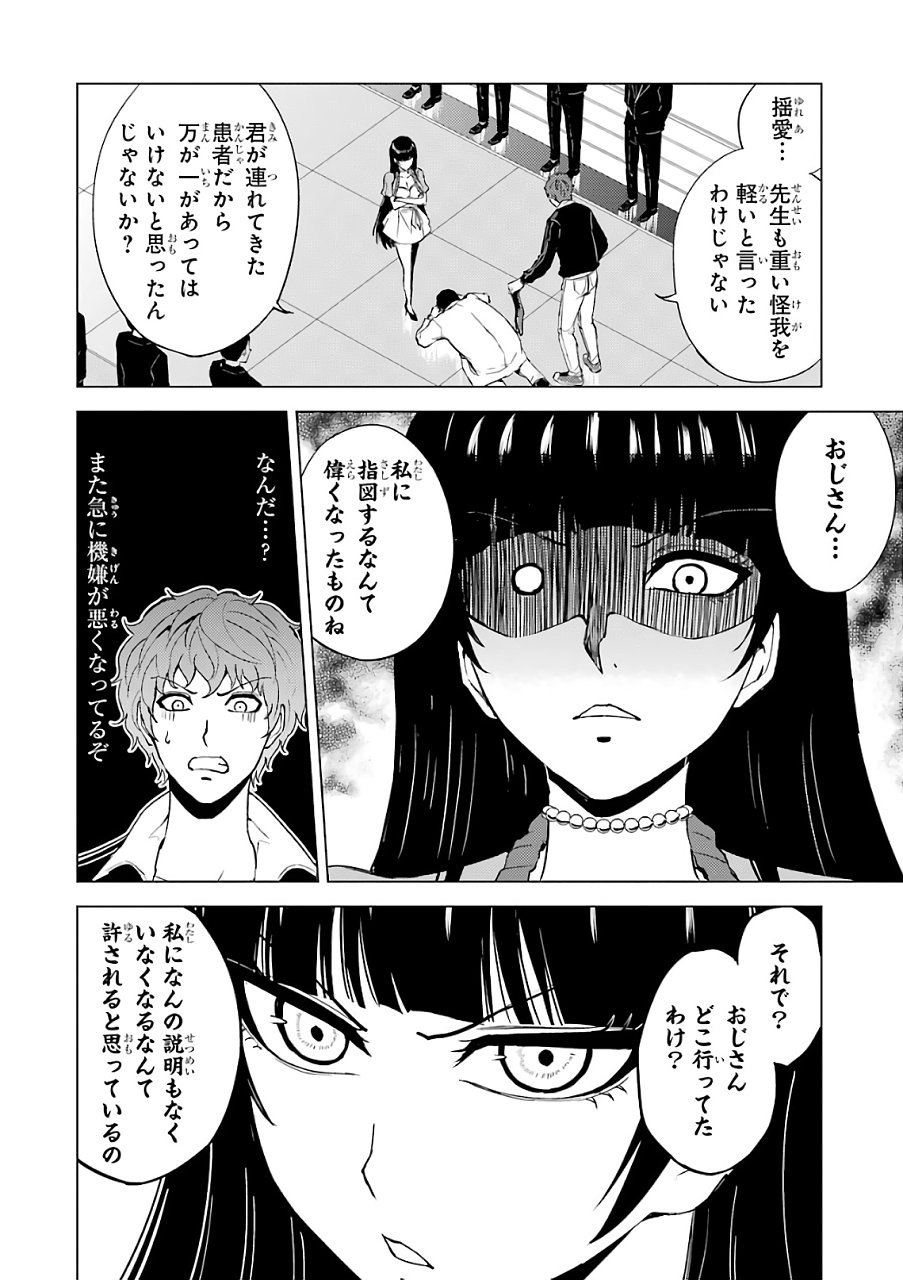 揺愛…
先生も重い怪我を
軽いと言った
わけじゃない
君が連れてきた
患者だから
万が一があっては
いけないと思ったん
じゃないか？
おじさん…
私に
指図するなんて
偉くなったものね
なんだ…？
また急に機嫌が悪くなってるぞ
それで？
おじさん
どこ行ってた
わけ？
私になんの説明もなく
いなくなるなんて
許されると思っているの